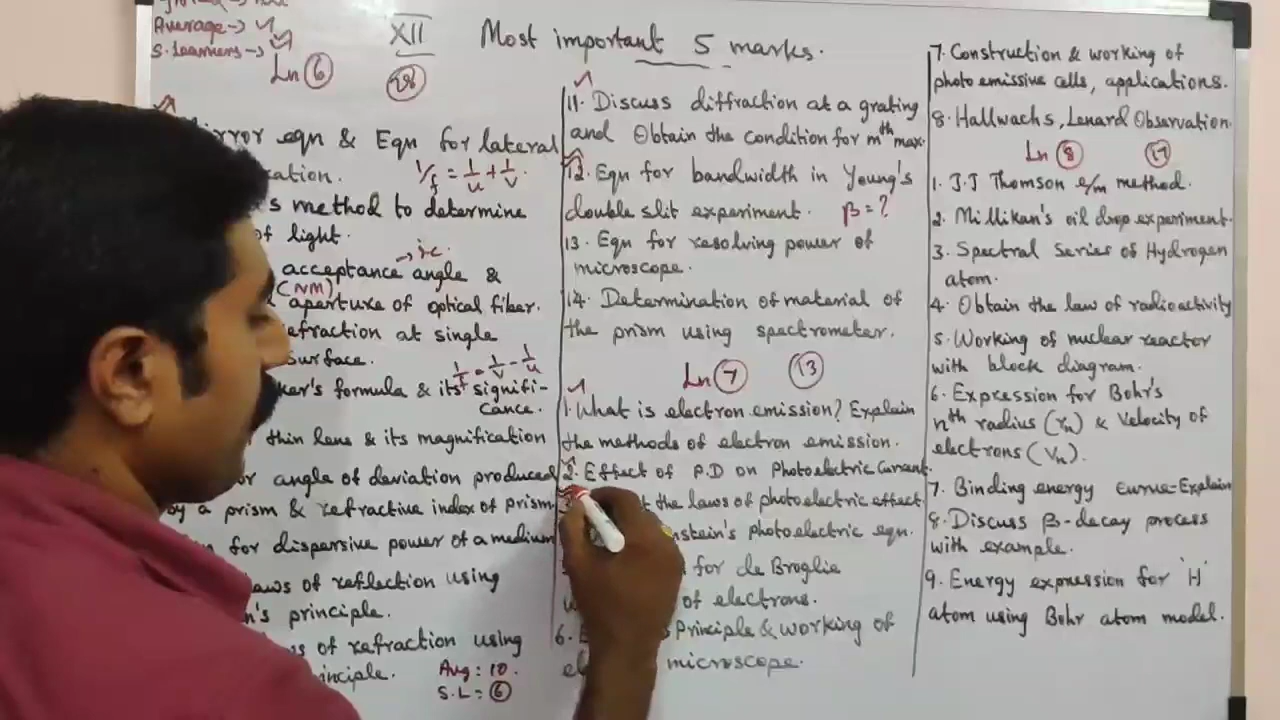 Average->
S. Learners->
XII
Most important 5 marks.
Ln 6
28
Mirror eqn & Eqn for lateral
1/f = 1/u + 1/v.
s method to determine
of light.
-> ic
acceptance angle &
(NM)
aperture of optical fiber.
refraction at single
surface.
1/f = 1/v - 1/u
ker's formula & its signifi-
cance.
thin lens & its magnification
or angle of deviation produced
by a prism & refractive index of prism
for dispersive power of a medium
laws of reflection using
n's principle.
of refraction using
principle.
Avg: 10.
S.L = 6
11. Discuss diffraction at a grating
and Obtain the condition for mth max.
12. Eqn for bandwidth in Young's
double slit experiment. β = ?
13. Eqn for resolving power of
microscope.
14. Determination of material of
the prism using spectrometer.
Ln 7 13
1. What is electron emission? Explain
the methods of electron emission.
2. Effect of P.D on Photoelectric Current.
the laws of photoelectric effect
nstein's photoelectric eqn.
for de Broglie
of electrons.
6. Principle & working of
microscope.
7. Construction & working of
photo emissive cells, applications.
8. Hallwachs, Lenard Observation.
Ln 8 17
1. J.J Thomson e/m method.
2. Millikan's oil drop experiment.
3. Spectral Series of Hydrogen
atom.
4. Obtain the law of radioactivity
5. Working of nuclear reactor
with block diagram.
6. Expression for Bohr's
nth radius (rn) & Velocity of
electrons (Vn).
7. Binding energy curve-Explain
8. Discuss β-decay process
with example.
9. Energy expression for 'H'
atom using Bohr atom model.